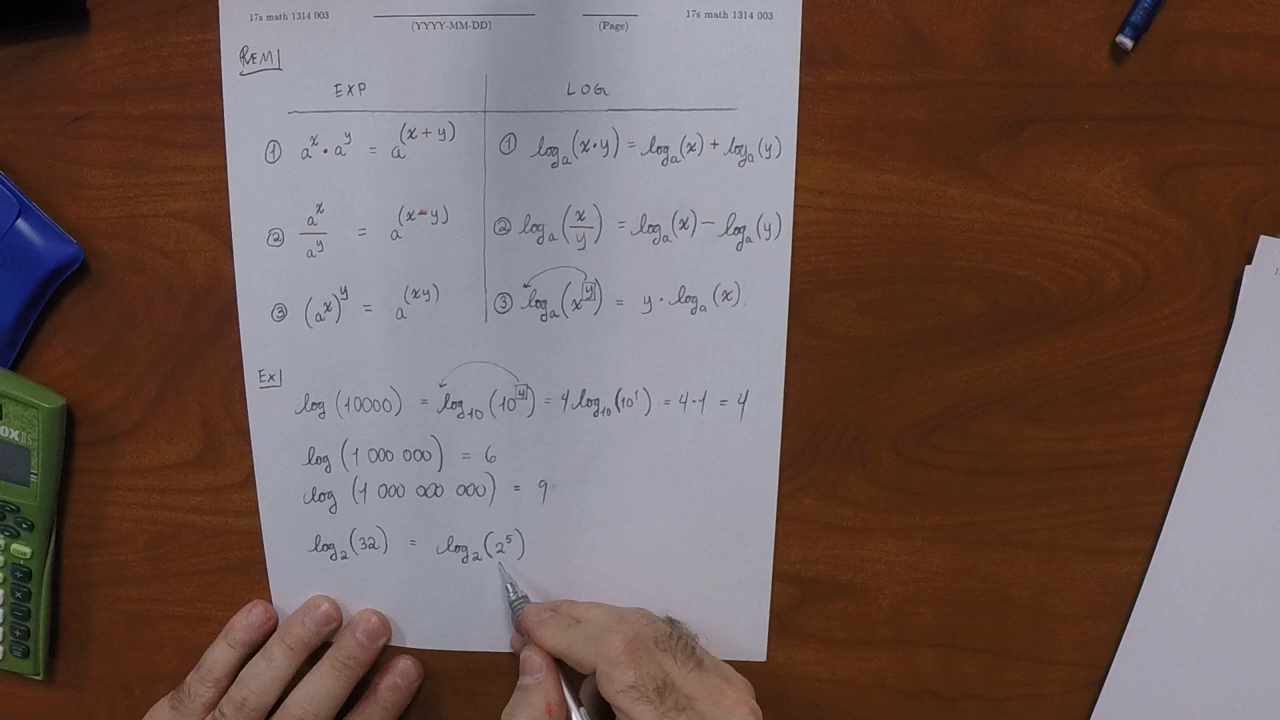 17s math 1314 003 (YYYY-MM-DD) (Page) 17s math 1314 003
REM
EXP LOG
① a^x · a^y = a^(x + y) ① log_a(x·y) = log_a(x) + log_a(y)
② a^x / a^y = a^(x - y) ② log_a(x/y) = log_a(x) - log_a(y)
③ (a^x)^y = a^(xy) ③ log_a(x^y) = y · log_a(x).
Ex
log (10000) = log_10(10^4) = 4 log_10(10^1) = 4·1 = 4
log (1 000 000) = 6
log (1 000 000 000) = 9
log_2(32) = log_2(2^5)